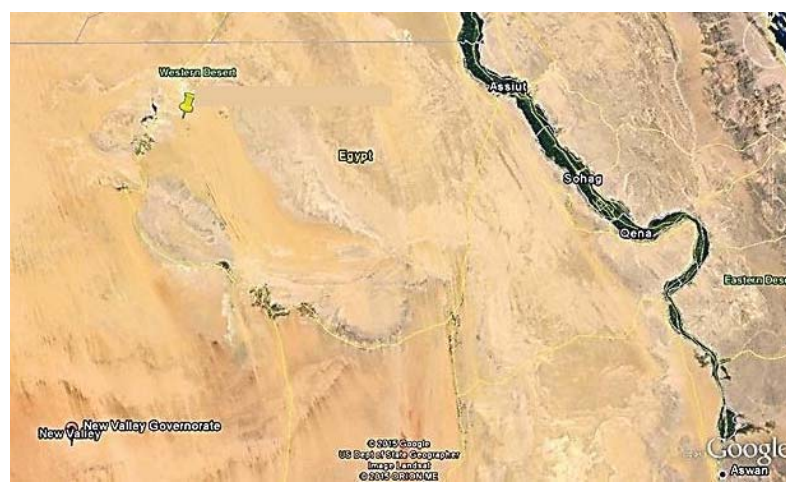 Western Desert
Assiut
Egypt
Sohag
Qena
Eastern Dese
New Valley Governorate
New Valley
© 2015 Google
US Dept of State Geographer
Image Landsat
© 2015 ORION-ME
Google
Aswan